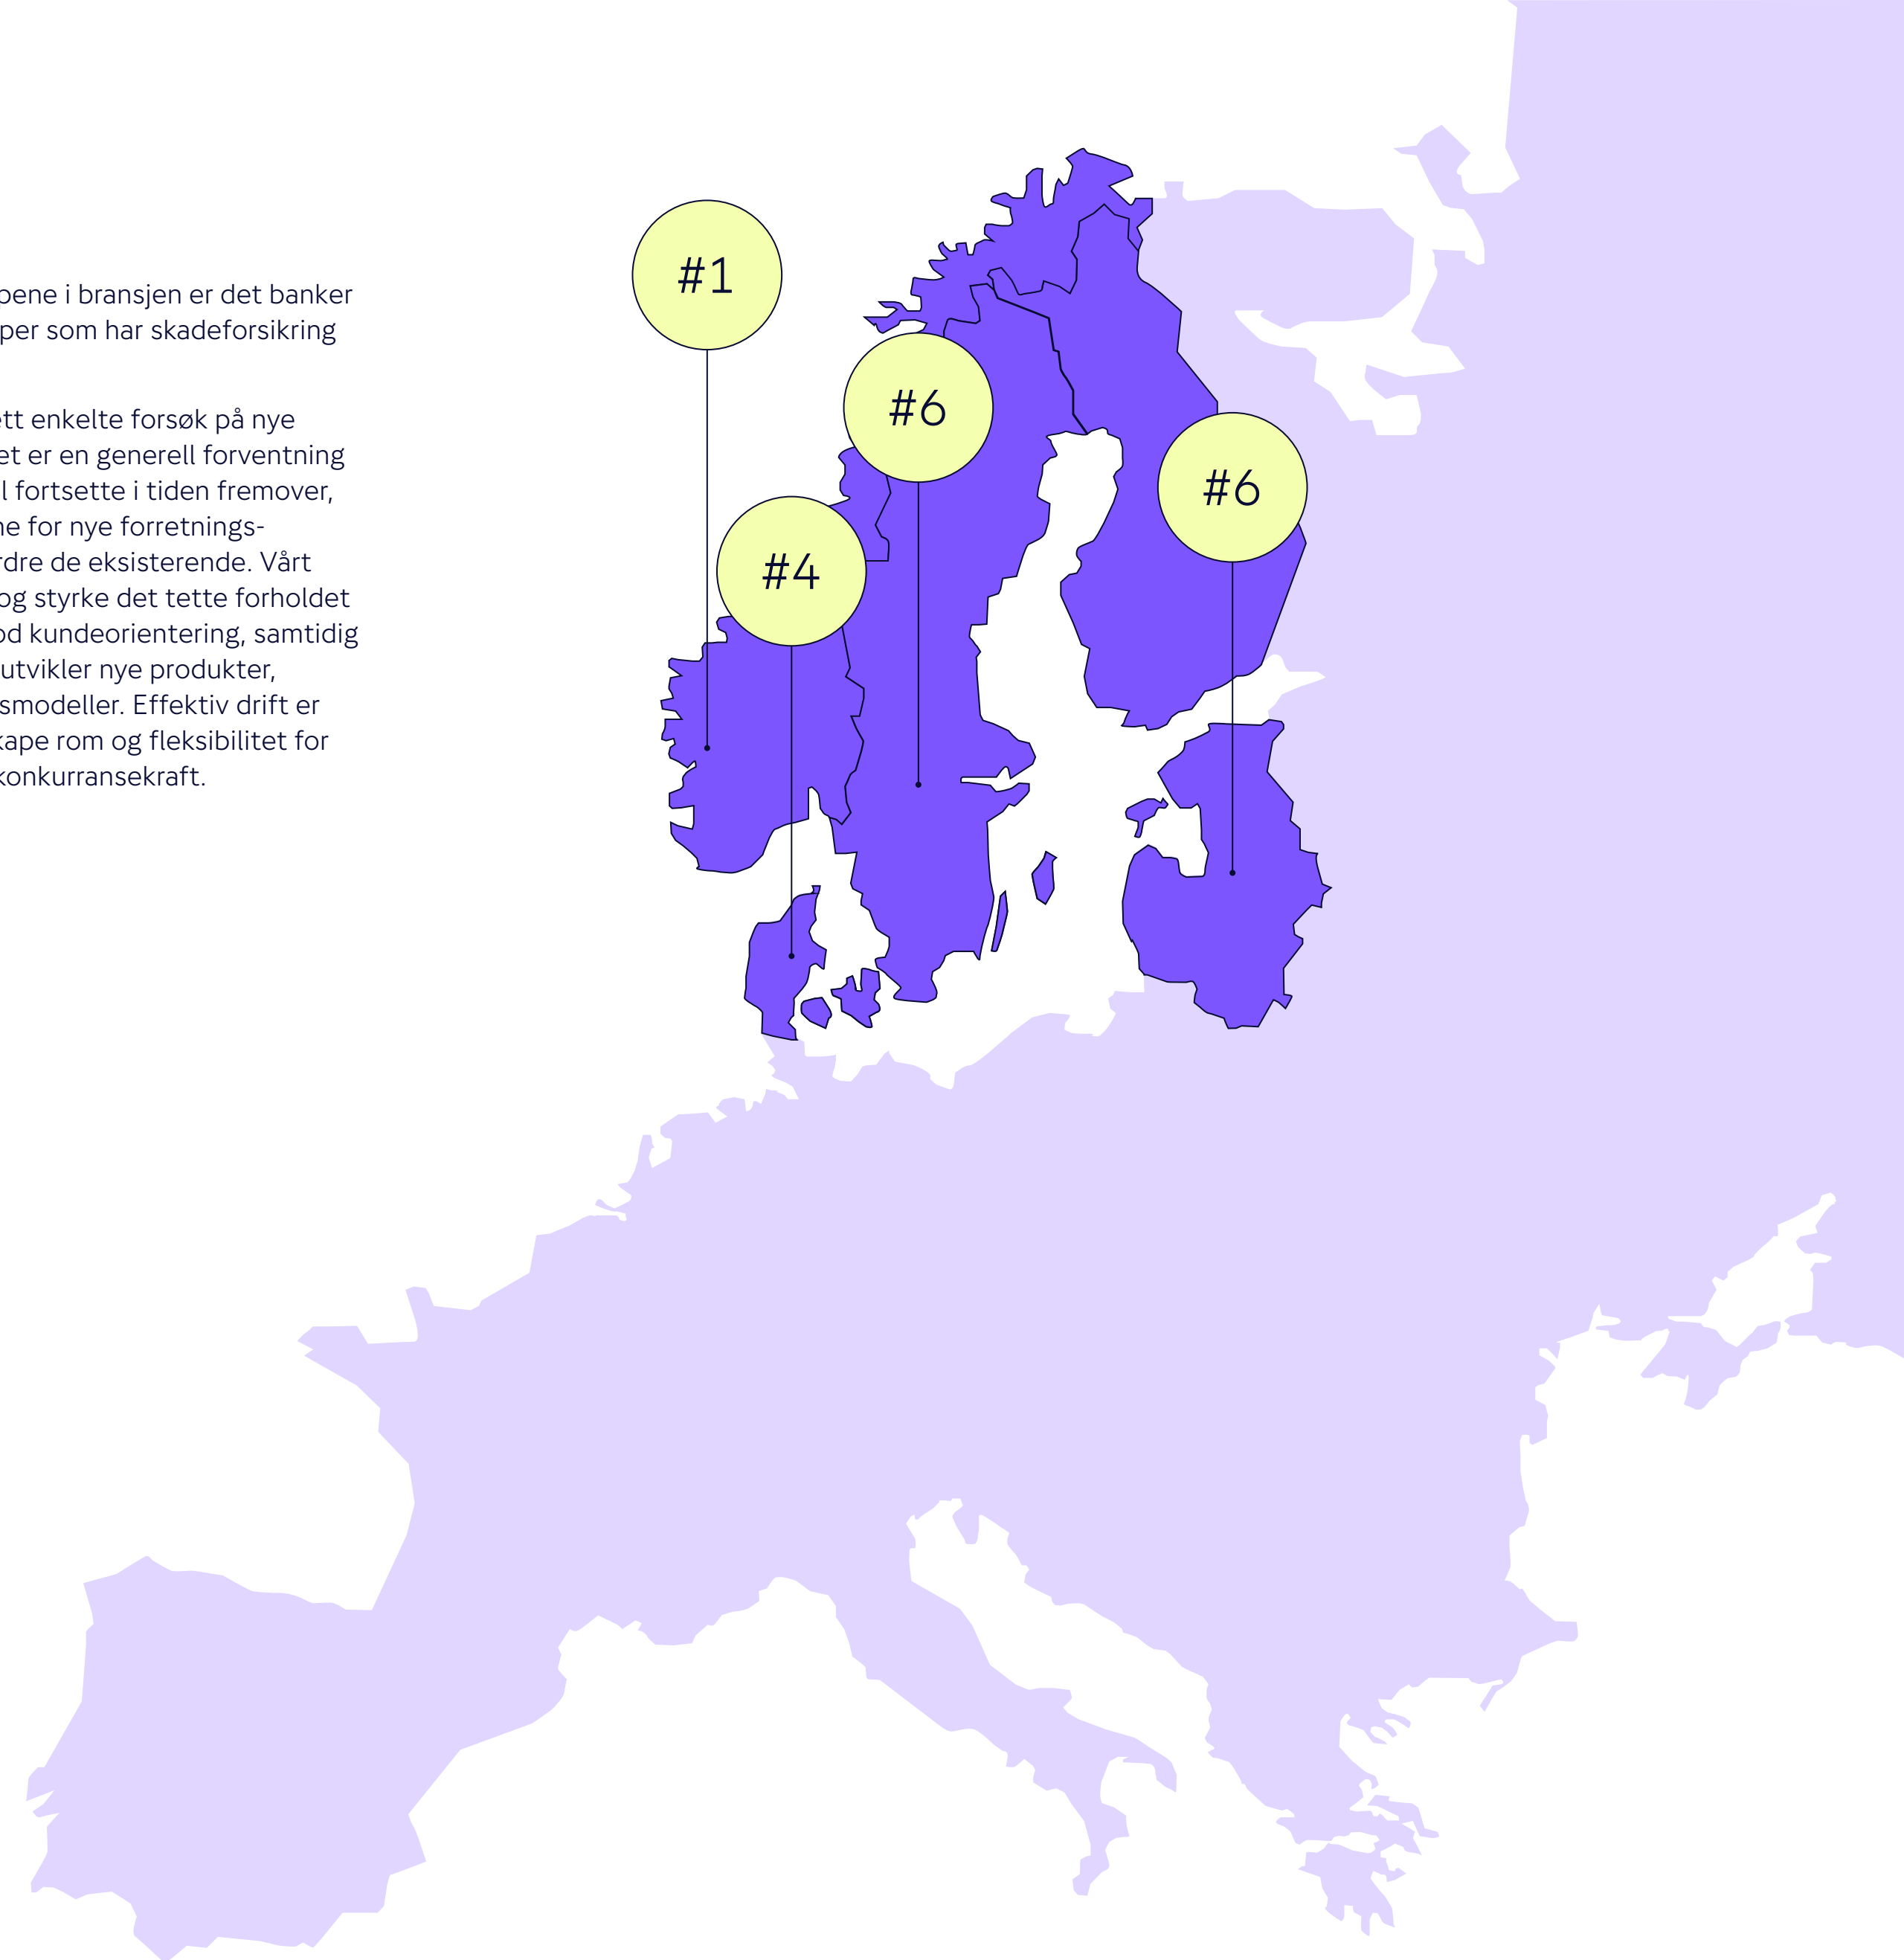 pene i bransjen er det banker
per som har skadeforsikring
ett enkelte forsøk på nye
et er en generell forventning
l fortsette i tiden fremover,
ne for nye forretnings-
rdre de eksisterende. Vårt
og styrke det tette forholdet
od kundeorientering, samtidig
utvikler nye produkter,
smodeller. Effektiv drift er
kape rom og fleksibilitet for
konkurransekraft.
#1
#6
#6
#4